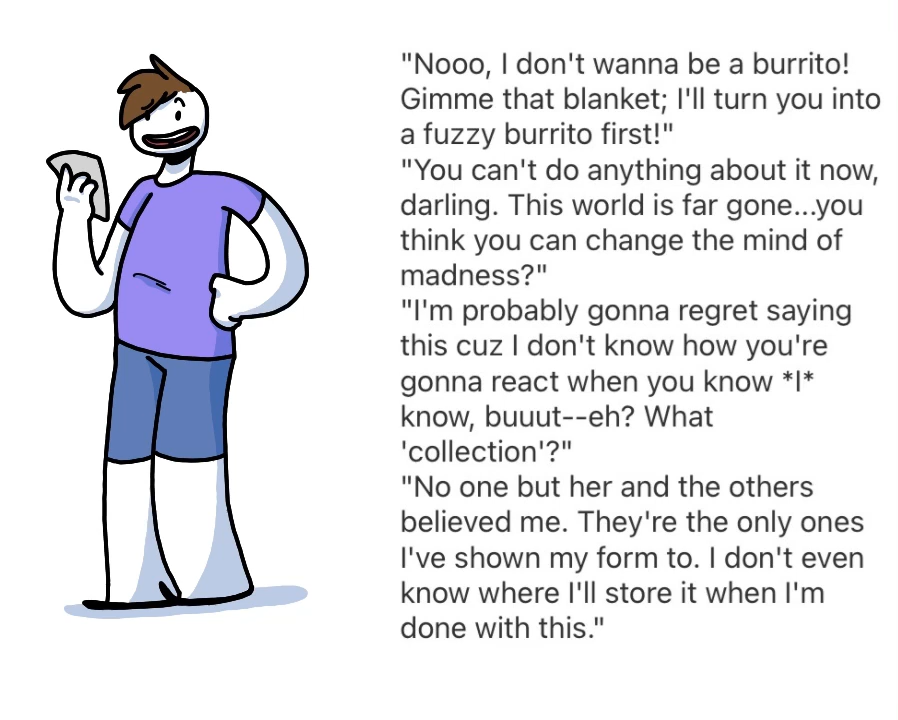 "Nooo, I don't wanna be a burrito!
Gimme that blanket; I'll turn you into
a fuzzy burrito first!"
"You can't do anything about it now,
darling. This world is far gone...you
think you can change the mind of
madness?"
"I'm probably gonna regret saying
this cuz I don't know how you're
gonna react when you know *I*
know, buuut--eh? What
'collection'?"
"No one but her and the others
believed me. They're the only ones
I've shown my form to. I don't even
know where I'll store it when I'm
done with this."